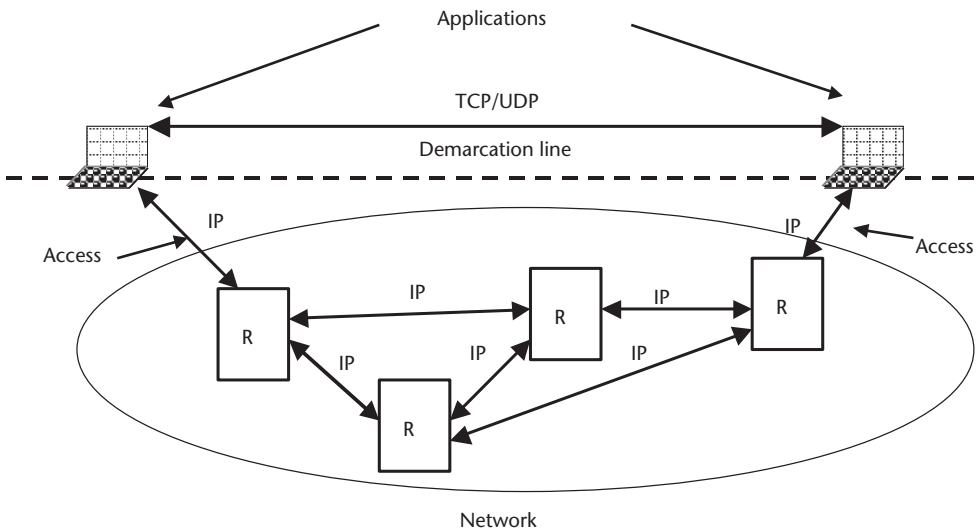 Applications
TCP/UDP
Demarcation line
IP
IP
Access
Access
IP
IP
R
R
R
IP
IP
IP
R
Network